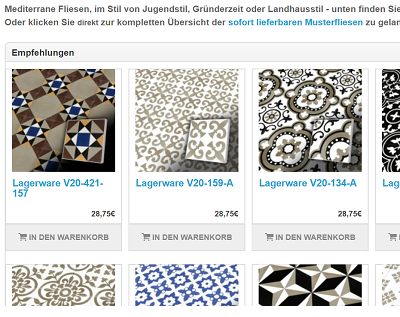 Mediterrane Fliesen, im Stil von Jugendstil, Gründerzeit oder Landhausstil - unten finden Sie
Oder klicken Sie direkt zur kompletten Übersicht der sofort lieferbaren Musterfliesen zu gelan
Empfehlungen
Lagerware V20-421-157
28,75€
IN DEN WARENKORB
Lagerware V20-159-A
28,75€
IN DEN WARENKORB
Lagerware V20-134-A
28,75€
IN DEN WARENKORB
Lage